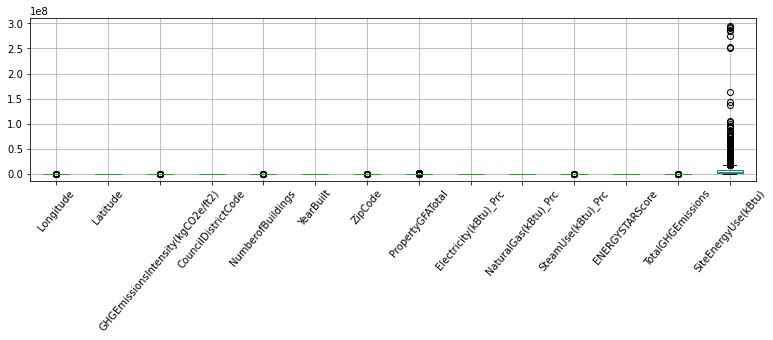 1e8
3.0
2.5
2.0
1.5
1.0
0.5
0.0
Longitude
Latitude
GHGEmissionsIntensity(kgCO2e/ft2)
CouncilDistrictCode
NumberofBuildings
YearBuilt
ZipCode
PropertyGFATotal
Electricity(kBtu)_Prc
NaturalGas(kBtu)_Prc
SteamUse(kBtu)_Prc
ENERGYSTARScore
TotalGHGEmissions
SiteEnergyUse(kBtu)